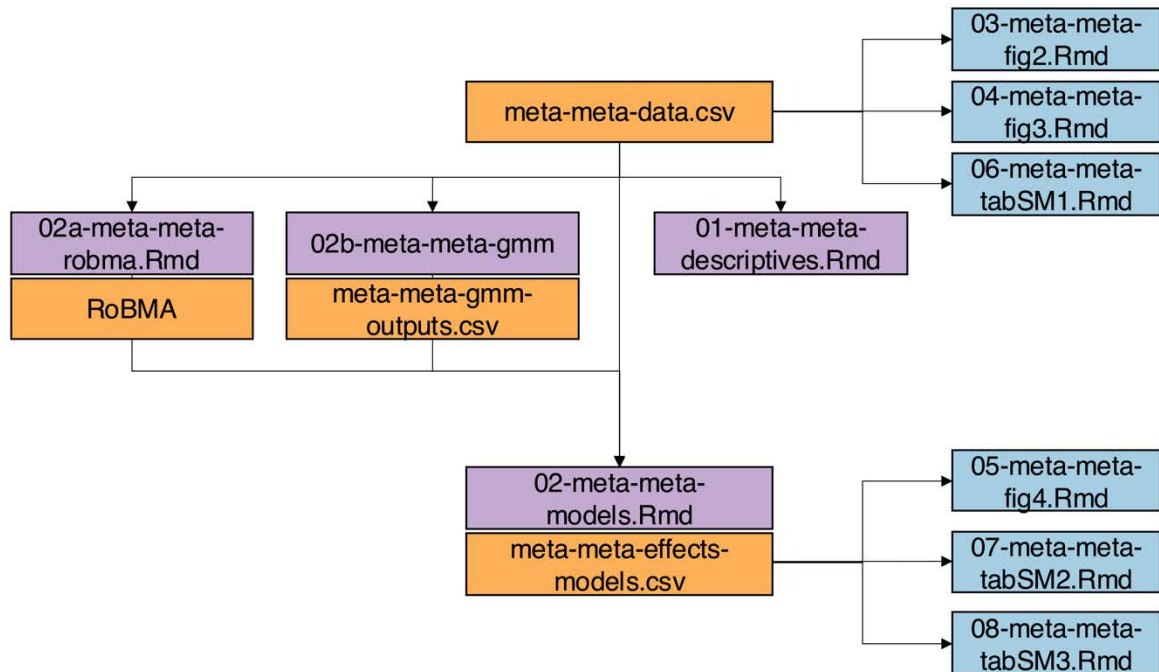 03-meta-meta-
fig2.Rmd
meta-meta-data.csv
04-meta-meta-
fig3.Rmd
06-meta-meta-
tabSM1.Rmd
02a-meta-meta-
robma.Rmd
RoBMA
02b-meta-meta-gmm
meta-meta-gmm-
outputs.csv
01-meta-meta-
descriptives.Rmd
02-meta-meta-
models.Rmd
meta-meta-effects-
models.csv
05-meta-meta-
fig4.Rmd
07-meta-meta-
tabSM2.Rmd
08-meta-meta-
tabSM3.Rmd